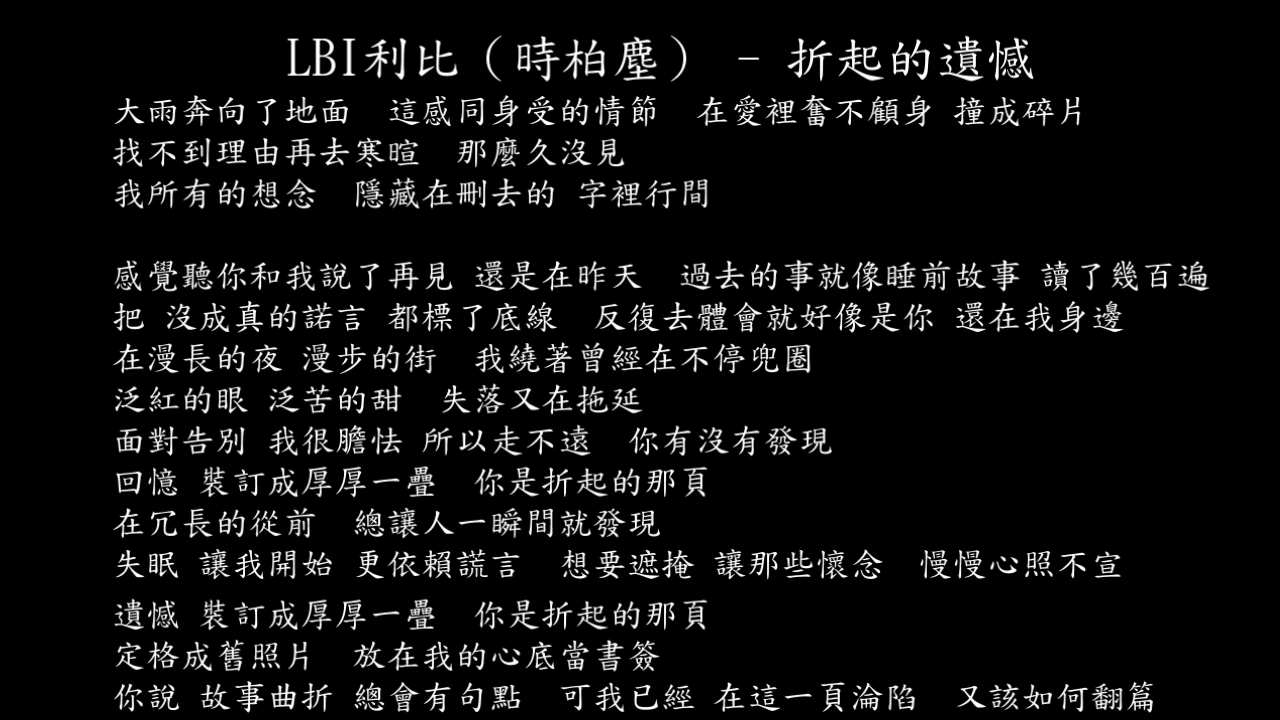 LBI利比（時柏塵） - 折起的遺憾
大雨奔向了地面　這感同身受的情節　在愛裡奮不顧身 撞成碎片
找不到理由再去寒暄　那麼久沒見
我所有的想念　隱藏在刪去的 字裡行間
感覺聽你和我說了再見 還是在昨天　過去的事就像睡前故事 讀了幾百遍
把 沒成真的諾言 都標了底線　反復去體會就好像是你 還在我身邊
在漫長的夜 漫步的街　我繞著曾經在不停兜圈
泛紅的眼 泛苦的甜　失落又在拖延
面對告別 我很膽怯 所以走不遠　你有沒有發現
回憶 裝訂成厚厚一疊　你是折起的那頁
在冗長的從前　總讓人一瞬間就發現
失眠 讓我開始 更依賴謊言　想要遮掩 讓那些懷念　慢慢心照不宣
遺憾 裝訂成厚厚一疊　你是折起的那頁
定格成舊照片　放在我的心底當書簽
你說 故事曲折 總會有句點　可我已經 在這一頁淪陷　又該如何翻篇